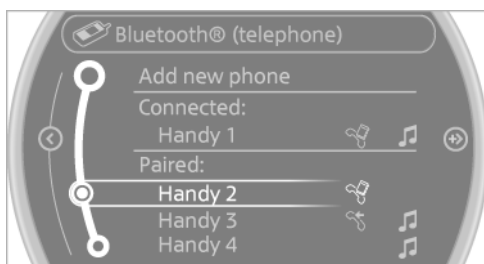 Bluetooth® (telephone)
Add new phone
Connected:
Handy 1
Paired:
Handy 2
Handy 3
Handy 4